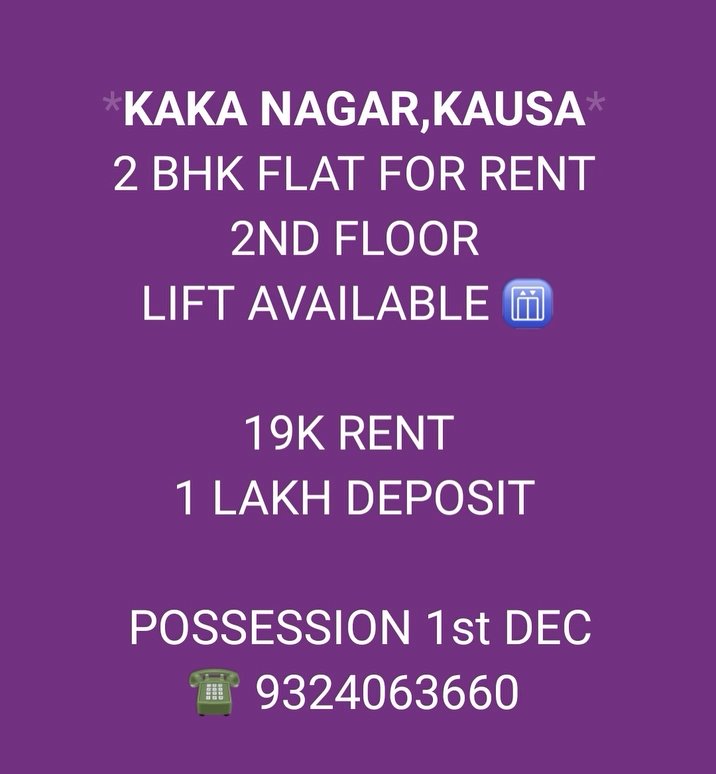 *KAKA NAGAR,KAUSA*
2 BHK FLAT FOR RENT
2ND FLOOR
LIFT AVAILABLE 🛗
19K RENT
1 LAKH DEPOSIT
POSSESSION 1st DEC
☎️ 9324063660